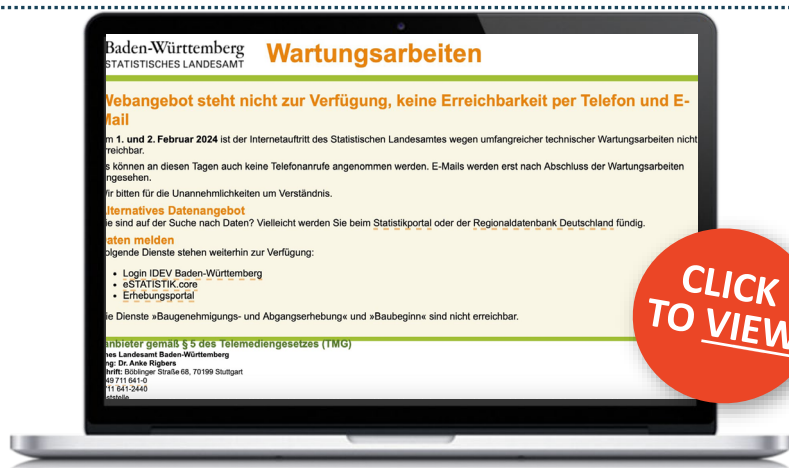 Baden-Württemberg
STATISTISCHES LANDESAMT
Wartungsarbeiten
Webangebot steht nicht zur Verfügung, keine Erreichbarkeit per Telefon und E-
Mail
m 1. und 2. Februar 2024 ist der Internetauftritt des Statistischen Landesamtes wegen umfangreicher technischer Wartungsarbeiten nicht
rreichbar.
s können an diesen Tagen auch keine Telefonanrufe angenommen werden. E-Mails werden erst nach Abschluss der Wartungsarbeiten
ngesehen.
ir bitten für die Unannehmlichkeiten um Verständnis.
lternatives Datenangebot
ie sind auf der Suche nach Daten? Vielleicht werden Sie beim Statistikportal oder der Regionaldatenbank Deutschland fündig.
aten melden
olgende Dienste stehen weiterhin zur Verfügung:
• Login IDEV Baden-Württemberg
• eSTATISTIK.core
• Erhebungsportal
ie Dienste »Baugenehmigungs- und Abgangserhebung« und »Baubeginn« sind nicht erreichbar.
nbieter gemäß § 5 des Telemediengesetzes (TMG)
hes Landesamt Baden-Württemberg
ng: Dr. Anke Rigbers
hrift: Böblinger Straße 68, 70199 Stuttgart
49 711 641-0
711 641-2440
CLICK
TO VIEW